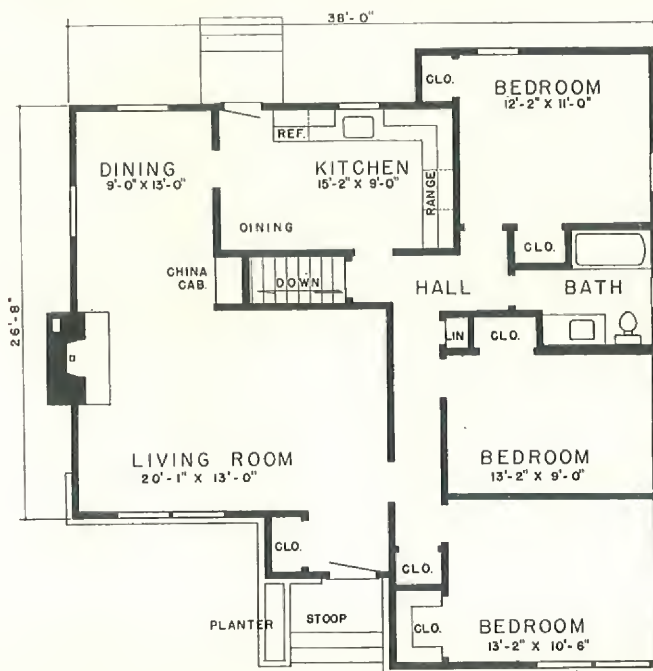 38'-0"
CLO.
BEDROOM
12'-2" X 11'-0"
REF.
DINING
9'-0" X 13'-0"
KITCHEN
15'-2" X 9'-0"
RANGE
DINING
CLO.
CHINA
CAB.
DOWN
HALL
BATH
26'-8"
LIN
CLO.
LIVING ROOM
20'-1" X 13'-0"
BEDROOM
13'-2" X 9'-0"
CLO.
CLO.
PLANTER
STOOP
CLO.
BEDROOM
13'-2" X 10'-6"